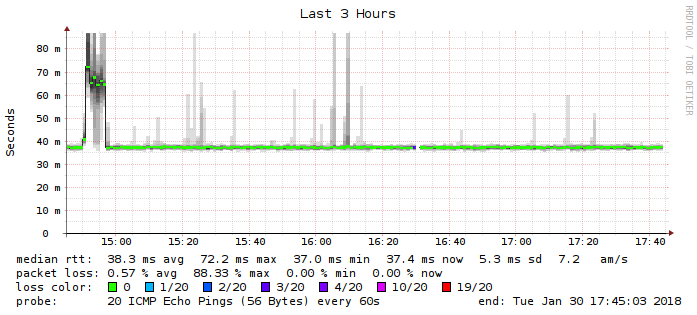 Last 3 Hours
RRDTOOL / TOBI OETIKER
Seconds
80 m
70 m
60 m
50 m
40 m
30 m
20 m
10 m
0
15:00 15:20 15:40 16:00 16:20 16:40 17:00 17:20 17:40
median rtt: 38.3 ms avg 72.2 ms max 37.0 ms min 37.4 ms now 5.3 ms sd 7.2 am/s
packet loss: 0.57 % avg 88.33 % max 0.00 % min 0.00 % now
loss color: 0 1/20 2/20 3/20 4/20 10/20 19/20
probe: 20 ICMP Echo Pings (56 Bytes) every 60s end: Tue Jan 30 17:45:03 2018